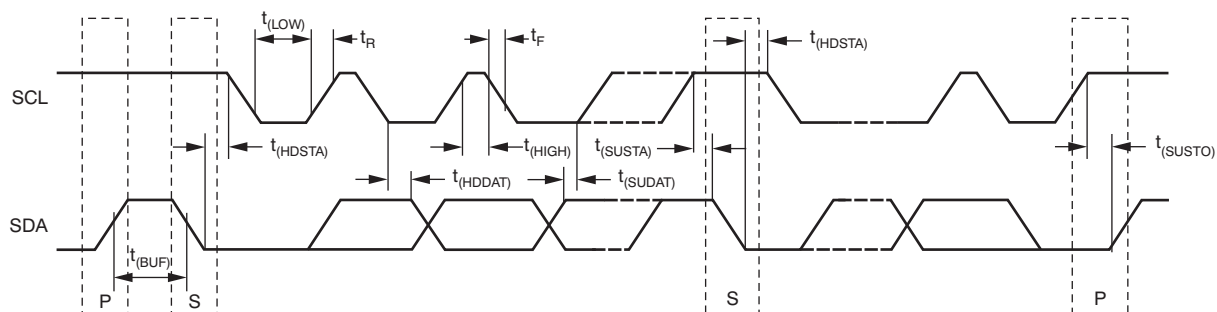 t(LOW)
tR
tF
t(HDSTA)
SCL
t(HDSTA)
t(HIGH)
t(SUSTA)
t(SUSTO)
t(HDDAT)
t(SUDAT)
SDA
t(BUF)
P
S
S
P